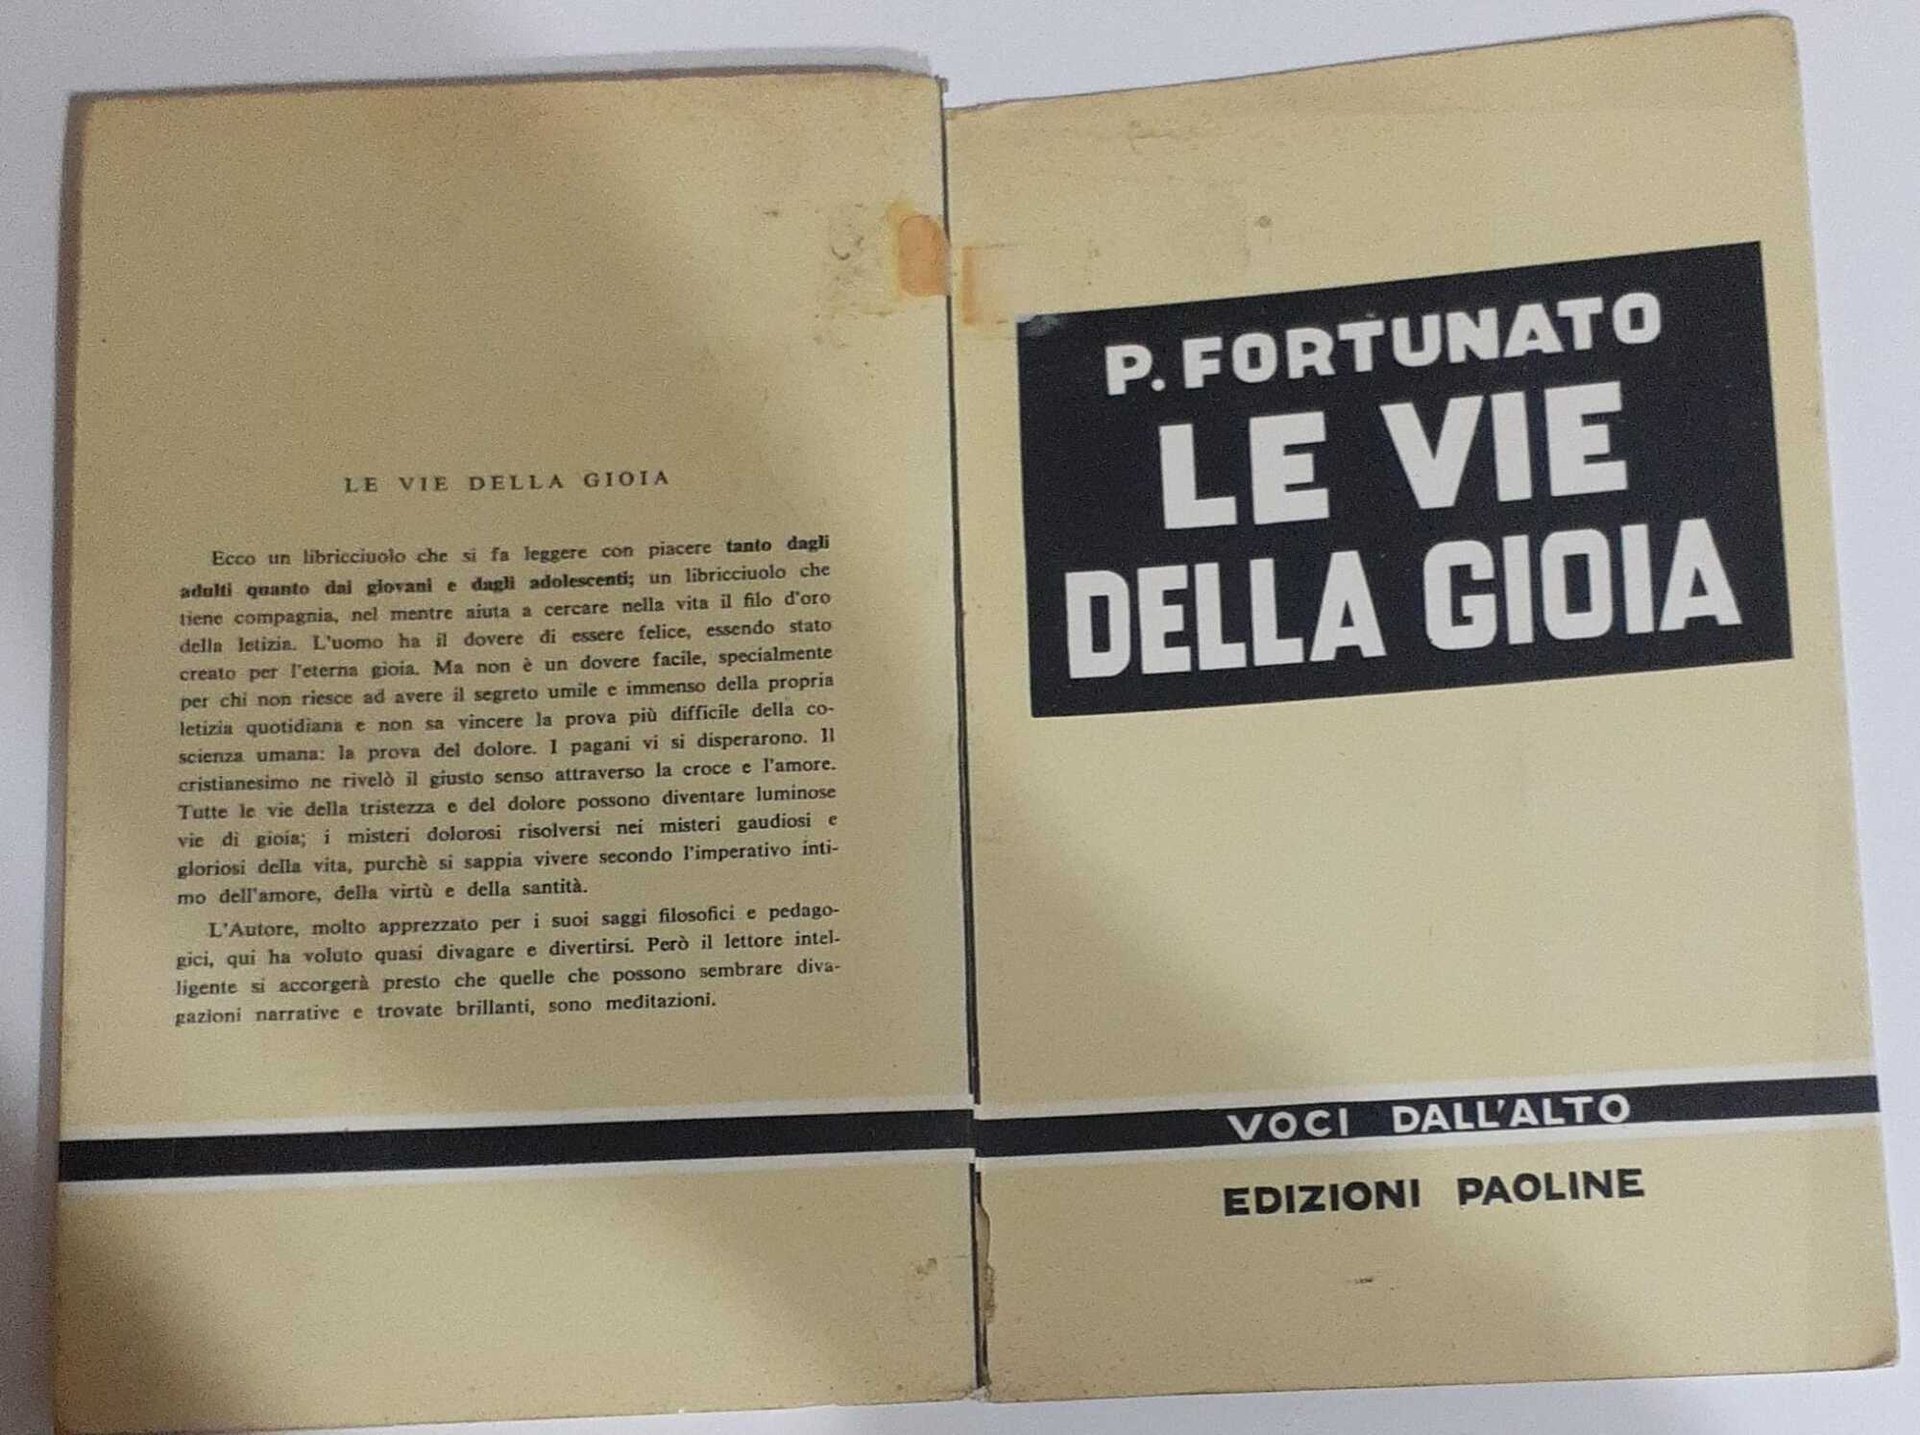 LE VIE DELLA GIOIA
Ecco un libricciuolo che si fa leggere con piacere tanto dagli
adulti quanto dai giovani e dagli adolescenti; un libricciuolo che
tiene compagnia, nel mentre aiuta a cercare nella vita il filo d'oro
della letizia. L'uomo ha il dovere di essere felice, essendo stato
creato per l'eterna gioia. Ma non è un dovere facile, specialmente
per chi non riesce ad avere il segreto umile e immenso della propria
letizia quotidiana e non sa vincere la prova più difficile della co-
scienza umana: la prova del dolore. I pagani vi si disperarono. Il
cristianesimo ne rivelò il giusto senso attraverso la croce e l'amore.
Tutte le vie della tristezza e del dolore possono diventare luminose
vie di gioia; i misteri dolorosi risolversi nei misteri gaudiosi e
gloriosi della vita, purchè si sappia vivere secondo l'imperativo inti-
mo dell'amore, della virtù e della santità.
L'Autore, molto apprezzato per i suoi saggi filosofici e pedago-
gici, qui ha voluto quasi divagare e divertirsi. Però il lettore intel-
ligente si accorgerà presto che quelle che possono sembrare diva-
gazioni narrative e trovate brillanti, sono meditazioni.
P. FORTUNATO
LE VIE
DELLA GIOIA
VOCI DALL'ALTO
EDIZIONI PAOLINE